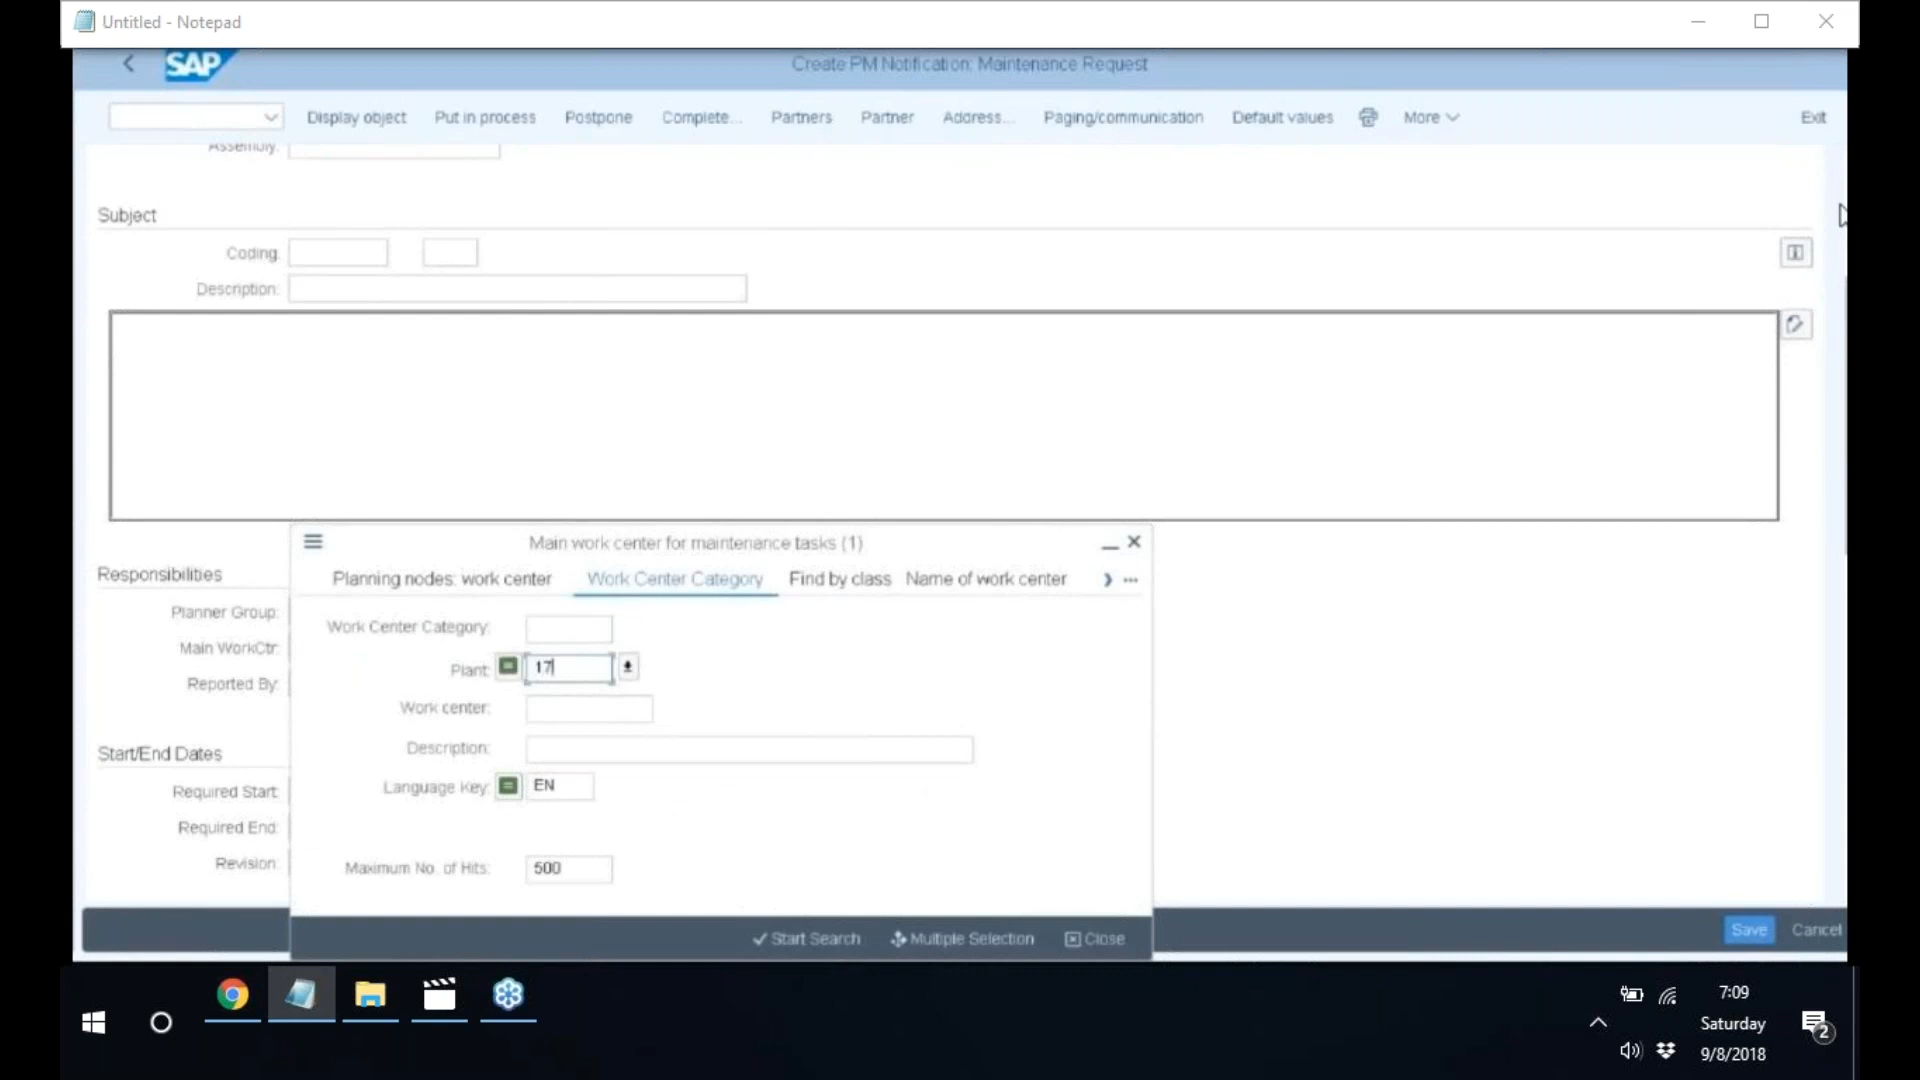 Untitled - Notepad
SAP
Create PM Notification: Maintenance Request
Display object Put in process Postpone Complete... Partners Partner Address... Paging/communication Default values More Exit
Assembly:
Subject
Coding:
Description:
Main work center for maintenance tasks (1)
Planning nodes: work center Work Center Category Find by class Name of work center
Responsibilities
Planner Group:
Main WorkCtr:
Reported By:
Start/End Dates
Required Start:
Required End:
Revision:
Work Center Category:
Plant: 17
Work center:
Description:
Language Key: EN
Maximum No. of Hits: 500
Start Search Multiple Selection Close
Save Cancel
7:09
Saturday
9/8/2018
2